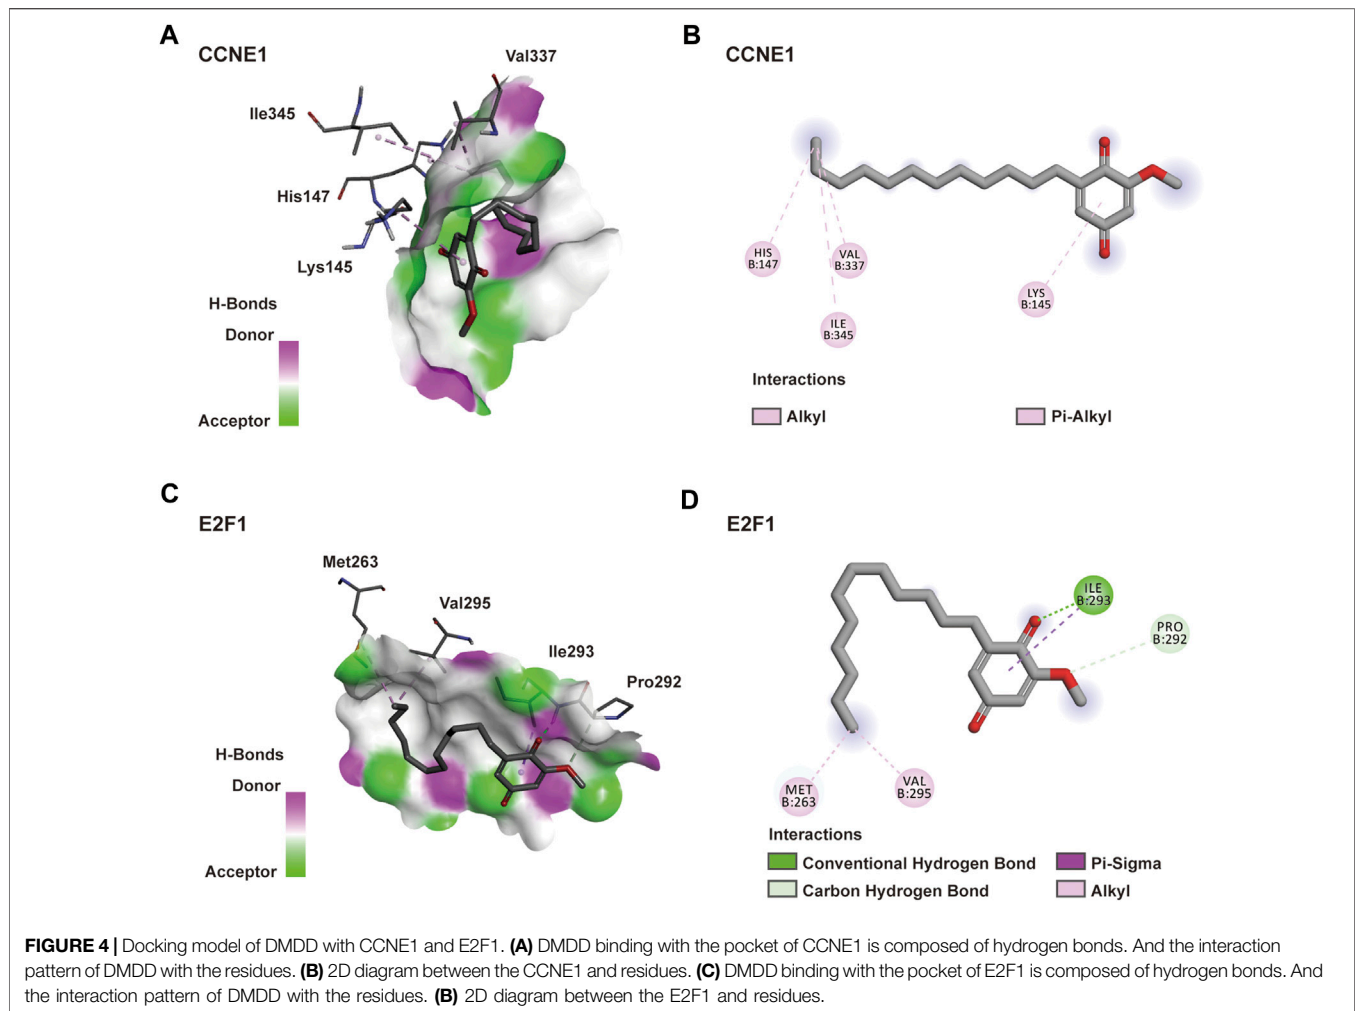 A
CCNE1
Val337
Ile345
His147
Lys145
H-Bonds
Donor
Acceptor
B
CCNE1
HIS
B:147
VAL
B:337
ILE
B:345
LYS
B:145
Interactions
Alkyl
Pi-Alkyl
C
E2F1
Met263
Val295
Ile293
Pro292
H-Bonds
Donor
Acceptor
D
E2F1
ILE
B:293
PRO
B:292
MET
B:263
VAL
B:295
Interactions
Conventional Hydrogen Bond
Pi-Sigma
Carbon Hydrogen Bond
Alkyl
FIGURE 4 | Docking model of DMDD with CCNE1 and E2F1. (A) DMDD binding with the pocket of CCNE1 is composed of hydrogen bonds. And the interaction
pattern of DMDD with the residues. (B) 2D diagram between the CCNE1 and residues. (C) DMDD binding with the pocket of E2F1 is composed of hydrogen bonds. And
the interaction pattern of DMDD with the residues. (B) 2D diagram between the E2F1 and residues.